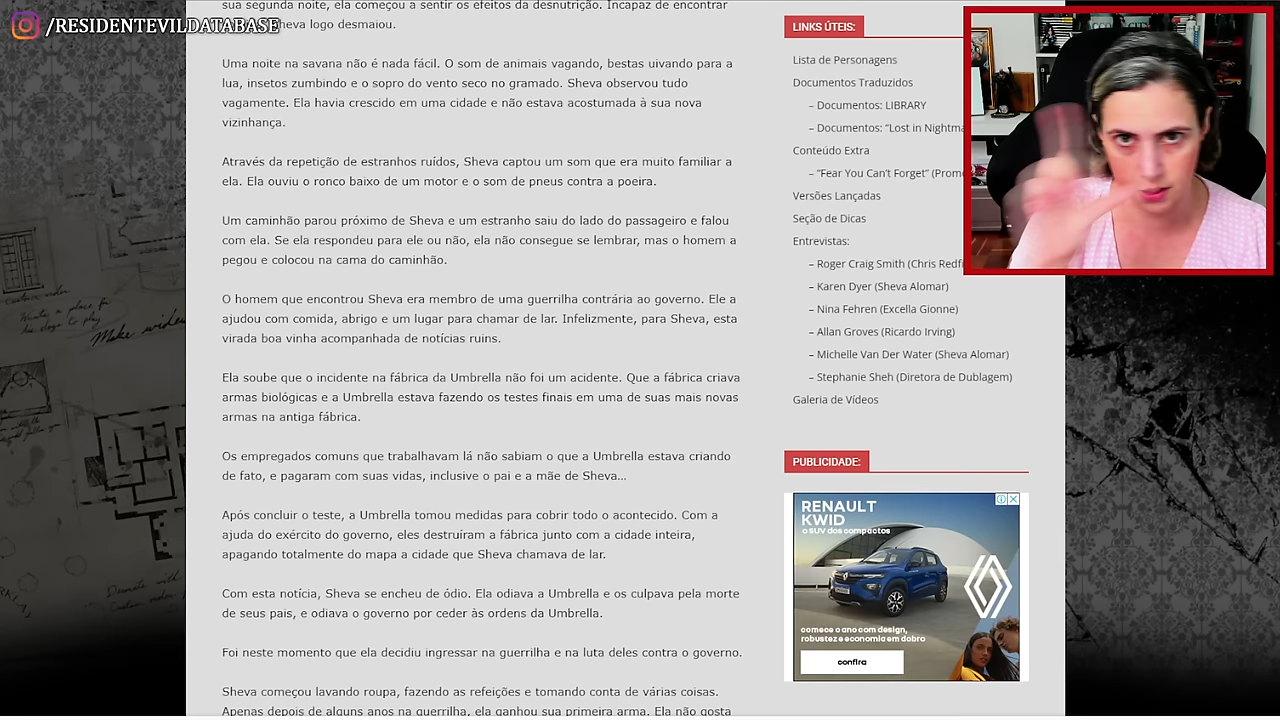 /RESIDENTEVILDATABASE
sua segunda noite, ela começou a sentir os efeitos da desnutrição. Incapaz de encontrar
heva logo desmaiou.
Uma noite na savana não é nada fácil. O som de animais vagando, bestas uivando para a
lua, insetos zumbindo e o sopro do vento seco no gramado. Sheva observou tudo
vagamente. Ela havia crescido em uma cidade e não estava acostumada à sua nova
vizinhança.
Através da repetição de estranhos ruídos, Sheva captou um som que era muito familiar a
ela. Ela ouviu o ronco baixo de um motor e o som de pneus contra a poeira.
Um caminhão parou próximo de Sheva e um estranho saiu do lado do passageiro e falou
com ela. Se ela respondeu para ele ou não, ela não consegue se lembrar, mas o homem a
pegou e colocou na cama do caminhão.
O homem que encontrou Sheva era membro de uma guerrilha contrária ao governo. Ele a
ajudou com comida, abrigo e um lugar para chamar de lar. Infelizmente, para Sheva, esta
virada boa vinha acompanhada de notícias ruins.
Ela soube que o incidente na fábrica da Umbrella não foi um acidente. Que a fábrica criava
armas biológicas e a Umbrella estava fazendo os testes finais em uma de suas mais novas
armas na antiga fábrica.
Os empregados comuns que trabalhavam lá não sabiam o que a Umbrella estava criando
de fato, e pagaram com suas vidas, inclusive o pai e a mãe de Sheva…
Após concluir o teste, a Umbrella tomou medidas para cobrir todo o acontecido. Com a
ajuda do exército do governo, eles destruíram a fábrica junto com a cidade inteira,
apagando totalmente do mapa a cidade que Sheva chamava de lar.
Com esta notícia, Sheva se encheu de ódio. Ela odiava a Umbrella e os culpava pela morte
de seus pais, e odiava o governo por ceder às ordens da Umbrella.
Foi neste momento que ela decidiu ingressar na guerrilha e na luta deles contra o governo.
Sheva começou lavando roupa, fazendo as refeições e tomando conta de várias coisas.
Apenas depois de alguns anos na guerrilha, ela ganhou sua primeira arma. Ela não gosta
LINKS ÚTEIS:
Lista de Personagens
Documentos Traduzidos
– Documentos: LIBRARY
– Documentos: “Lost in Nightma
Conteúdo Extra
– “Fear You Can’t Forget” (Prom
Versões Lançadas
Seção de Dicas
Entrevistas:
– Roger Craig Smith (Chris Redfi
– Karen Dyer (Sheva Alomar)
– Nina Fehren (Excella Gionne)
– Allan Groves (Ricardo Irving)
– Michelle Van Der Water (Sheva Alomar)
– Stephanie Sheh (Diretora de Dublagem)
Galeria de Vídeos
PUBLICIDADE:
RENAULT
KWID
o SUV dos compactos
comece o ano com design,
robustez e economia em dobro
confira